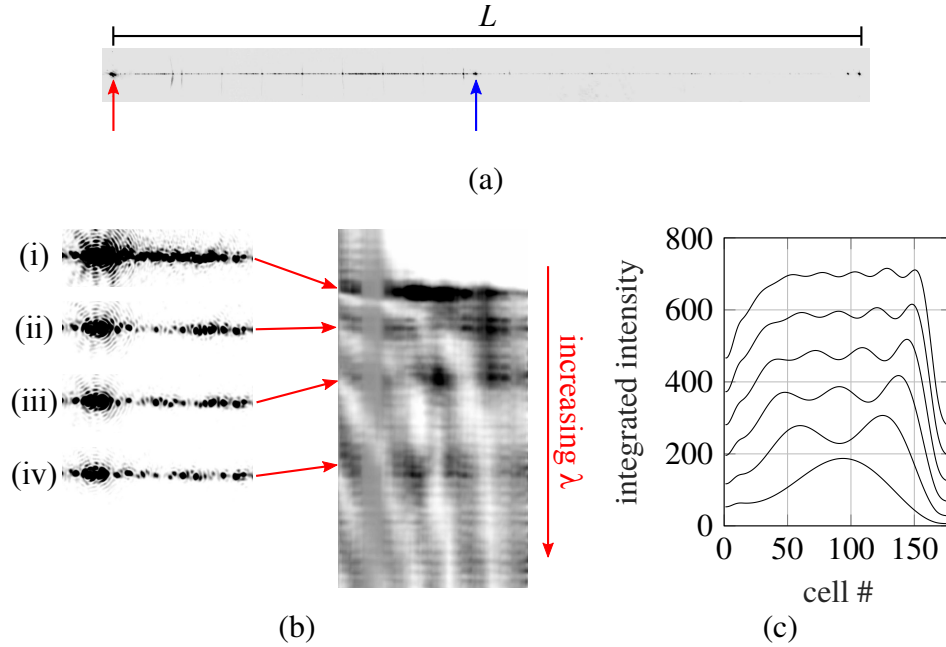 L
(a)
(i)
(ii)
(iii)
(iv)
increasing λ
(b)
integrated intensity
800
600
400
200
0
0 50 100 150
cell #
(c)